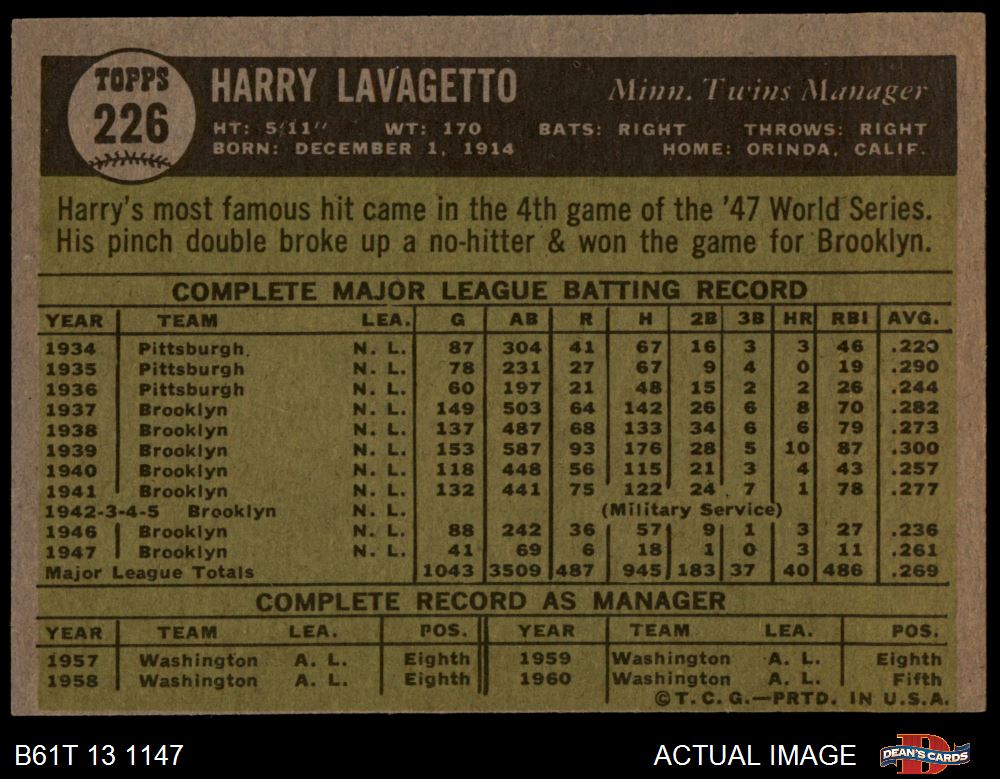 TOPPS
226
HARRY LAVAGETTO Minn. Twins Manager
HT: 5'11" WT: 170 BATS: RIGHT THROWS: RIGHT
BORN: DECEMBER 1, 1914 HOME: ORINDA, CALIF.
Harry's most famous hit came in the 4th game of the '47 World Series.
His pinch double broke up a no-hitter & won the game for Brooklyn.
COMPLETE MAJOR LEAGUE BATTING RECORD
YEAR TEAM LEA. G AB R H 2B 3B HR RBI AVG.
1934 Pittsburgh N. L. 87 304 41 67 16 3 3 46 .220
1935 Pittsburgh N. L. 78 231 27 67 9 4 0 19 .290
1936 Pittsburgh N. L. 60 197 21 48 15 2 2 26 .244
1937 Brooklyn N. L. 149 503 64 142 26 6 8 70 .282
1938 Brooklyn N. L. 137 487 68 133 34 6 6 79 .273
1939 Brooklyn N. L. 153 587 93 176 28 5 10 87 .300
1940 Brooklyn N. L. 118 448 56 115 21 3 4 43 .257
1941 Brooklyn N. L. 132 441 75 122 24 7 1 78 .277
1942-3-4-5 Brooklyn N. L. (Military Service)
1946 Brooklyn N. L. 88 242 36 57 9 1 3 27 .236
1947 Brooklyn N. L. 41 69 6 18 1 0 3 11 .261
Major League Totals 1043 3509 487 945 183 37 40 486 .269
COMPLETE RECORD AS MANAGER
YEAR TEAM LEA. POS. YEAR TEAM LEA. POS.
1957 Washington A. L. Eighth 1959 Washington A. L. Eighth
1958 Washington A. L. Eighth 1960 Washington A. L. Fifth
©T. C. G.—PRTD. IN U.S.A.
B61T 13 1147 ACTUAL IMAGE DEAN'S CARDS